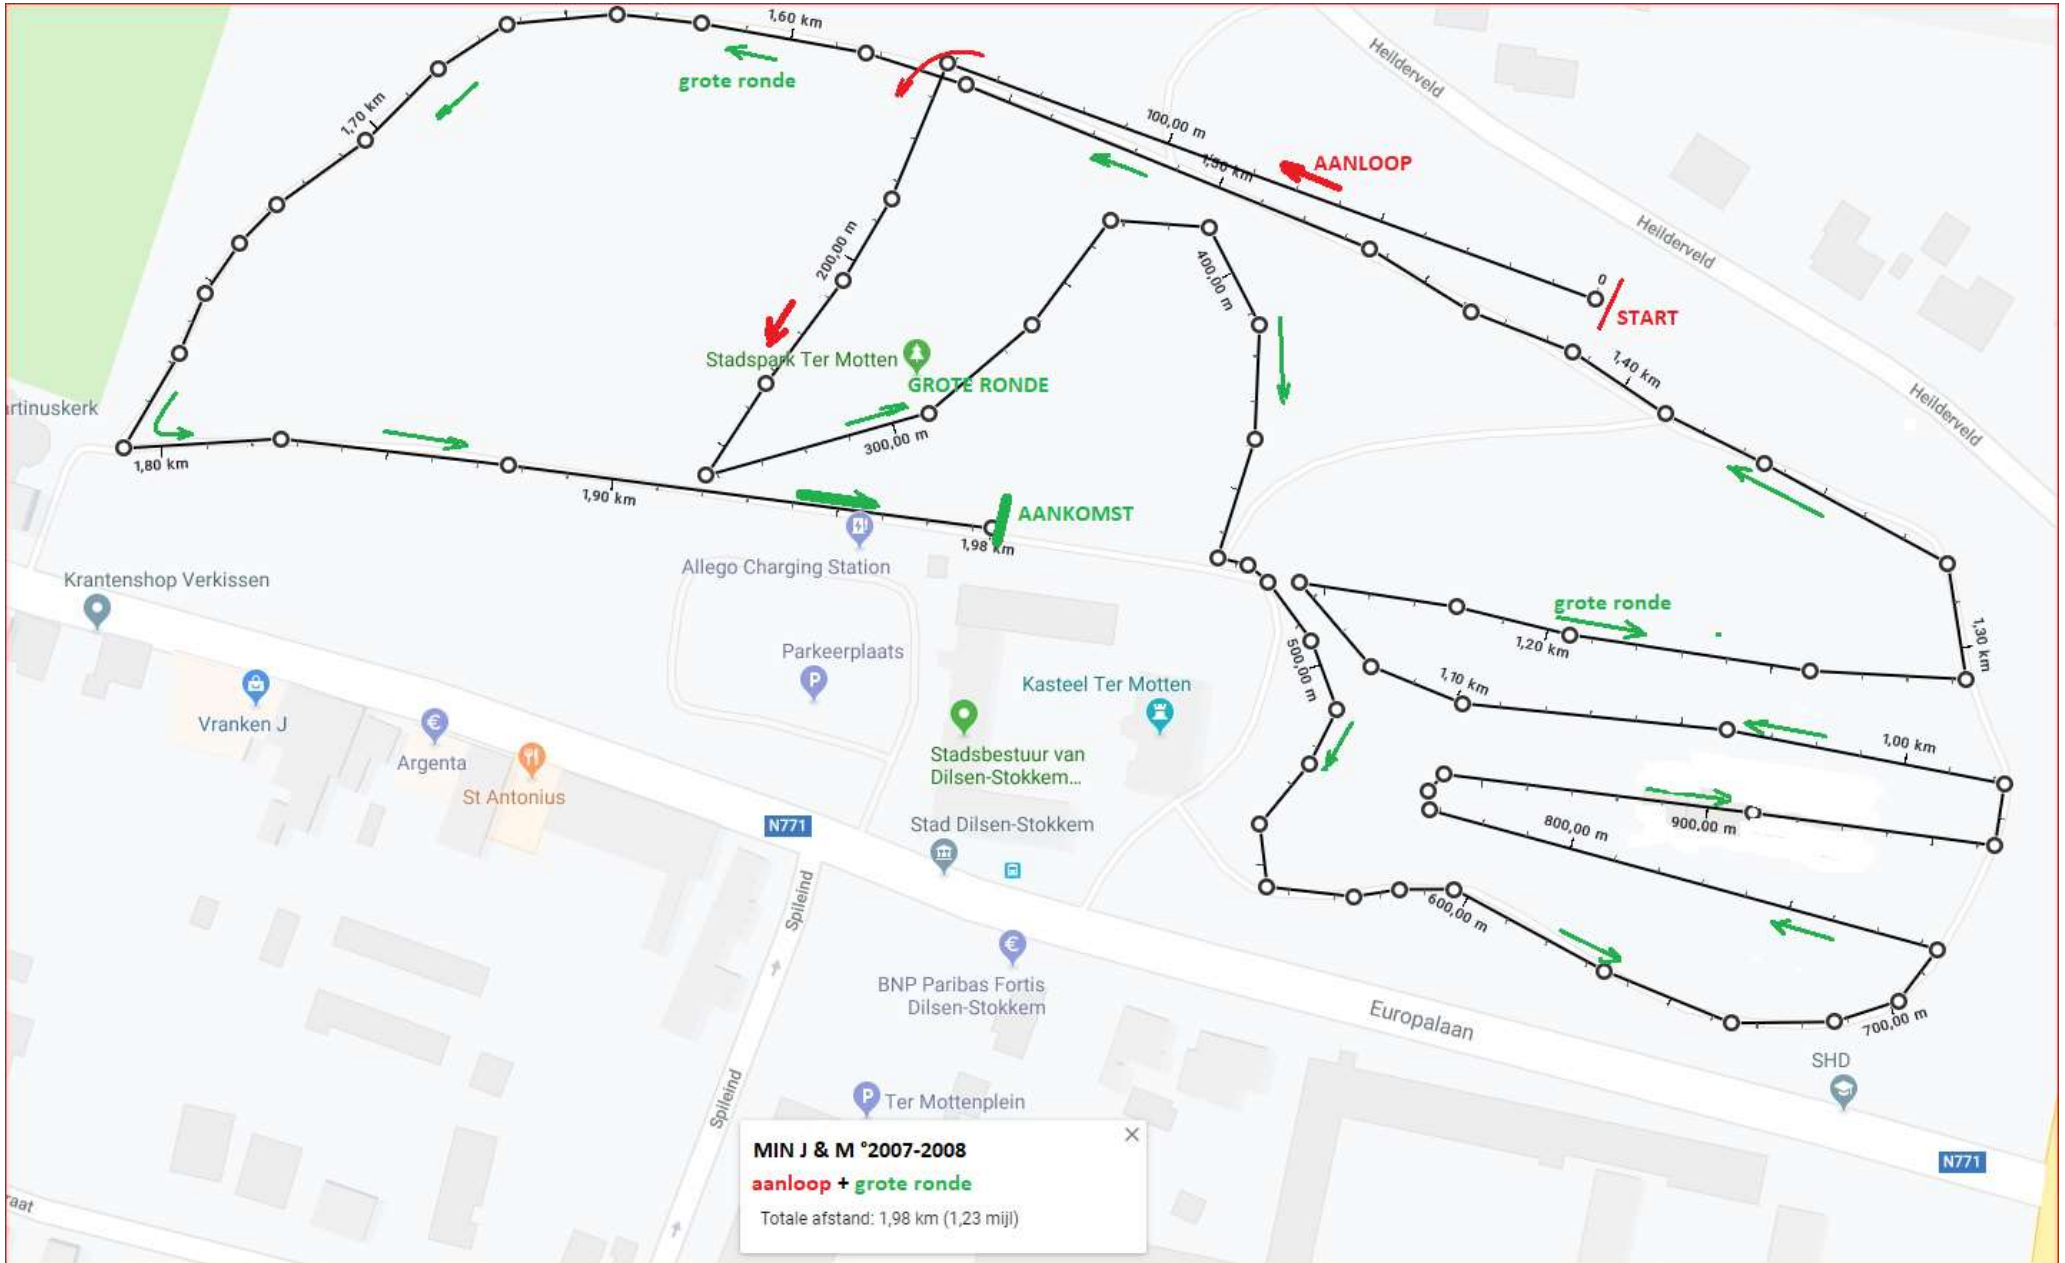 1,60 km
grote ronde
Heilderveld
1,70 km
100,00 m
1,50 km
AANLOOP
Heilderveld
0
START
200,00 m
400,00 m
Stadspark Ter Motten
GROTE RONDE
1,40 km
Heilderveld
rtinuskerk
300,00 m
1,80 km
1,90 km
AANKOMST
1,98 km
Allego Charging Station
Krantenshop Verkissen
grote ronde
1,20 km
1,30 km
Parkeerplaats
500,00 m
Kasteel Ter Motten
1,10 km
Vranken J
Argenta
St Antonius
Stadsbestuur van
Dilsen-Stokkem...
1,00 km
N771
Stad Dilsen-Stokkem
800,00 m
900,00 m
Spileind
600,00 m
BNP Paribas Fortis
Dilsen-Stokkem
Europalaan
700,00 m
SHD
Spileind
Ter Mottenplein
MIN J & M °2007-2008
aanloop + grote ronde
Totale afstand: 1,98 km (1,23 mijl)
N771
raat